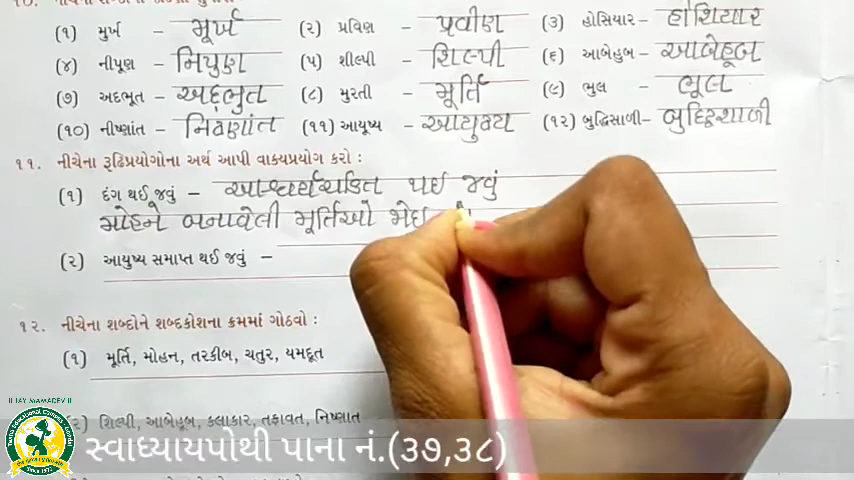 (૧) મુર્ખ – મૂર્ખ (૨) પ્રવિણ – પ્રવીણ (૩) હોસિયાર – હોશિયાર
(૪) નીપૂણ – નિપુણ (૫) શીલ્પી – શિલ્પી (૬) આબેહુબ – આબેહૂબ
(૭) અદભૂત – અદ્ભુત (૮) મુરતી – મૂર્તિ (૯) ભુલ – ભૂલ
(૧૦) નીષ્ણાંત – નિષ્ણાંત (૧૧) આયૂષ્ય – આયુષ્ય (૧૨) બુદ્ધિસાળી – બુદ્ધિશાળી
૧૧. નીચેના રૂઢિપ્રયોગોના અર્થ આપી વાક્યપ્રયોગ કરો :
(૧) દંગ થઈ જવું – આશ્ચર્યચકિત થઈ જવું
મોહને બનાવેલી મૂર્તિઓ જોઈ
(૨) આયુષ્ય સમાપ્ત થઈ જવું –
૧૨. નીચેના શબ્દોને શબ્દકોશના ક્રમમાં ગોઠવો :
(૧) મૂર્તિ, મોહન, તરકીબ, ચતુર, યમદૂત
(૨) શિલ્પી, આબેહૂબ, કલાકાર, તફાવત, નિષ્ણાત
|| JAY MAMADEV ||
સ્વાધ્યાયપોથી પાના નં.(૩૭,૩૮)